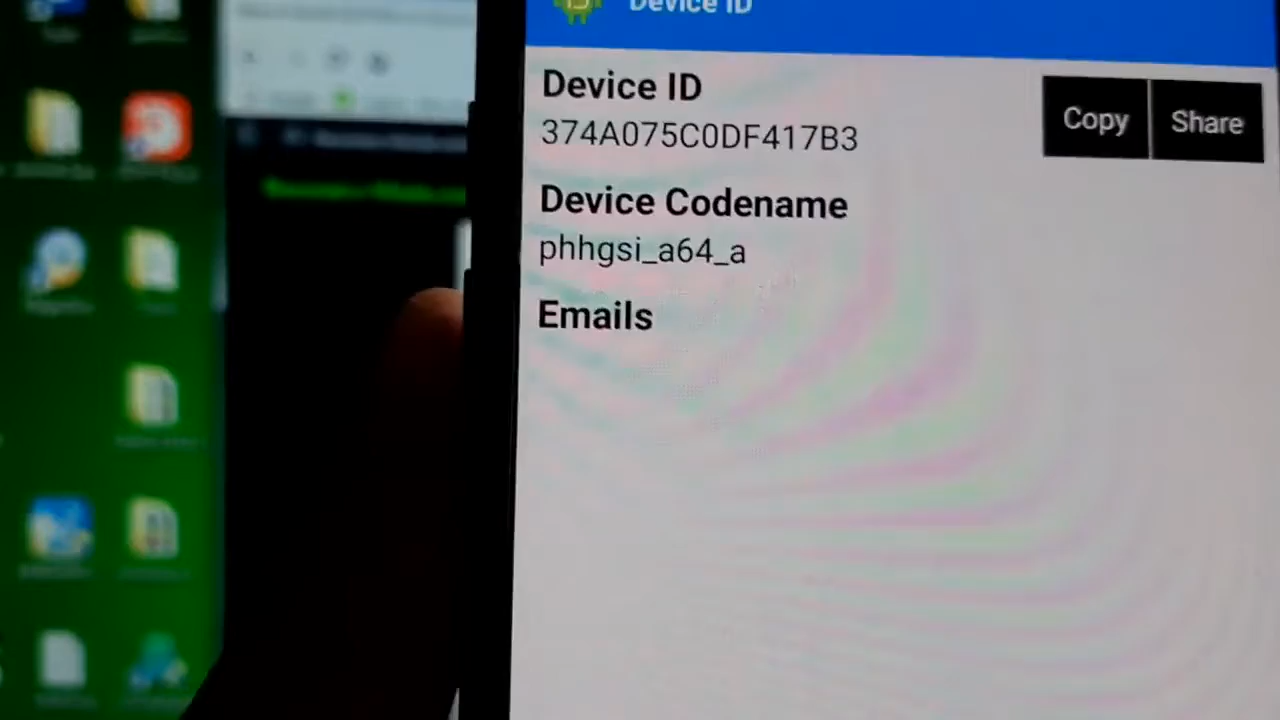 Device ID
Device ID
374A075C0DF417B3
Copy
Share
Device Codename
phhgsi_a64_a
Emails